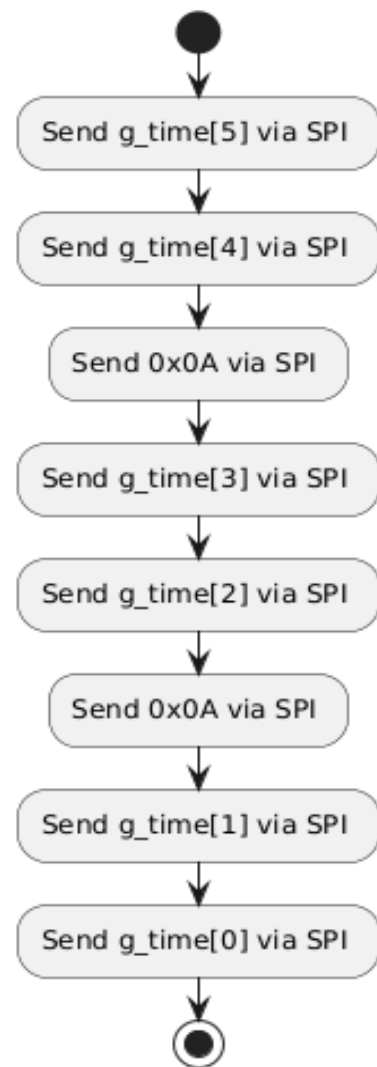 Send g_time[5] via SPI
Send g_time[4] via SPI
Send 0x0A via SPI
Send g_time[3] via SPI
Send g_time[2] via SPI
Send 0x0A via SPI
Send g_time[1] via SPI
Send g_time[0] via SPI